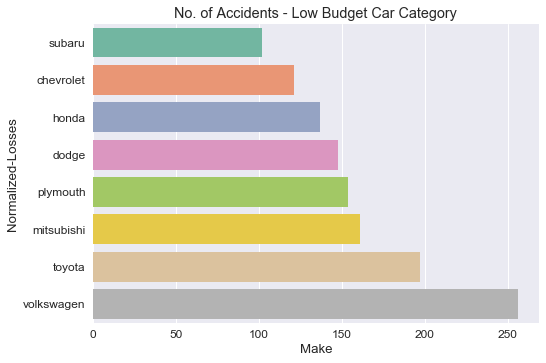 No. of Accidents - Low Budget Car Category
Normalized-Losses
subaru
chevrolet
honda
dodge
plymouth
mitsubishi
toyota
volkswagen
0 50 100 150 200 250
Make